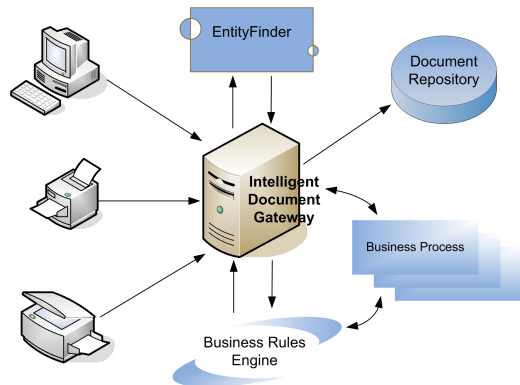 EntityFinder
Document
Repository
Intelligent
Document
Gateway
Business Process
Business Rules
Engine